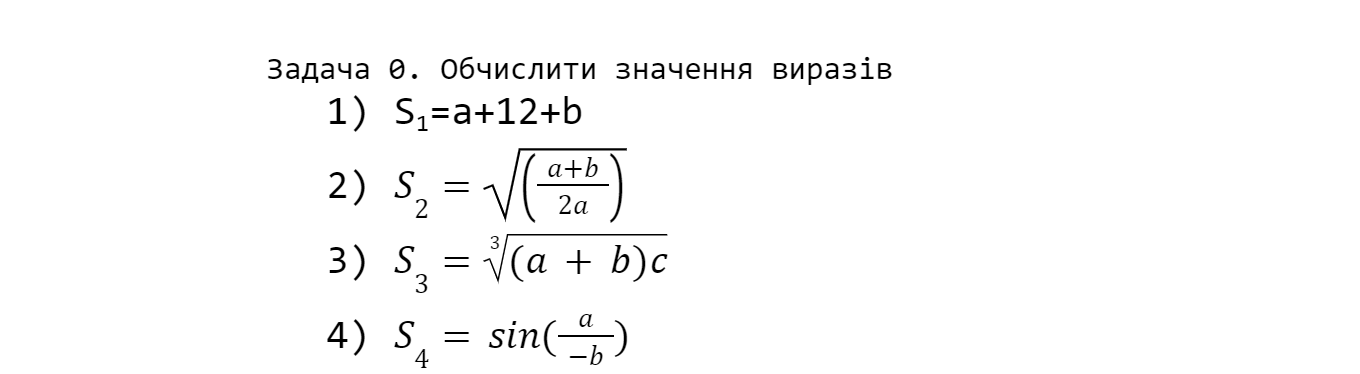 Задача 0. Обчислити значення виразів
1) S₁=a+12+b
2) S₂ = √((a+b)/(2a))
3) S₃ = ∛((a + b)c)
4) S₄ = sin(a/(−b))